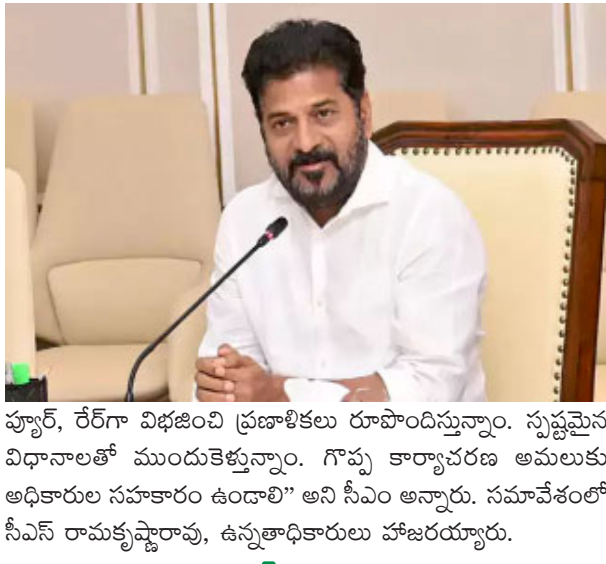 ప్యూర్, రేర్‌గా విభజించి ప్రణాళికలు రూపొందిస్తున్నాం. స్పష్టమైన
విధానాలతో ముందుకెళ్తున్నాం. గొప్ప కార్యాచరణ అమలుకు
అధికారుల సహకారం ఉండాలి’’ అని సీఎం అన్నారు. సమావేశంలో
సీఎస్ రామకృష్ణారావు, ఉన్నతాధికారులు హాజరయ్యారు.